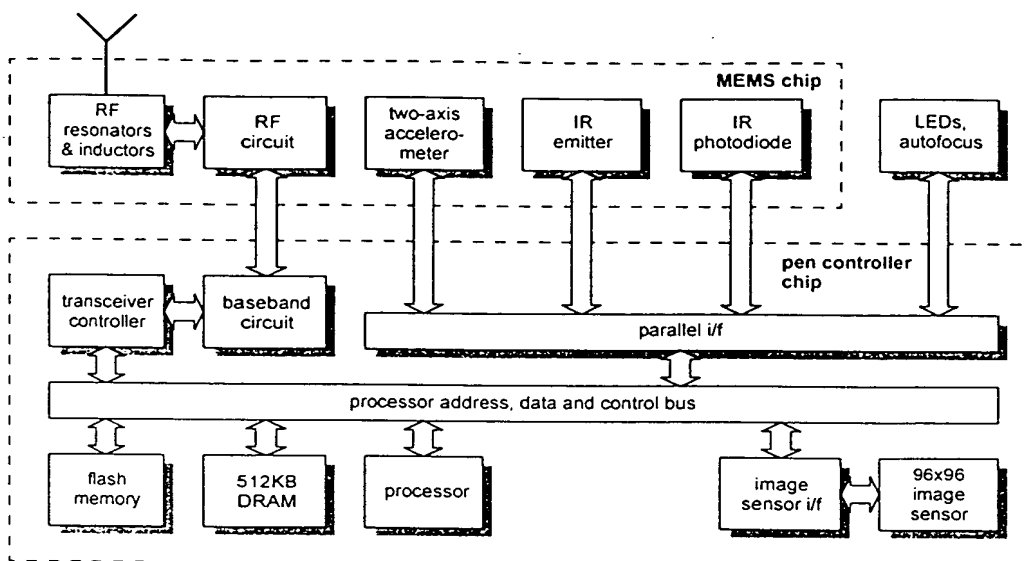 MEMS chip
RF
resonators
& inductors
RF
circuit
two-axis
accelero-
meter
IR
emitter
IR
photodiode
LEDs,
autofocus
pen controller
chip
transceiver
controller
baseband
circuit
parallel i/f
processor address, data and control bus
flash
memory
512KB
DRAM
processor
image
sensor i/f
96x96
image
sensor